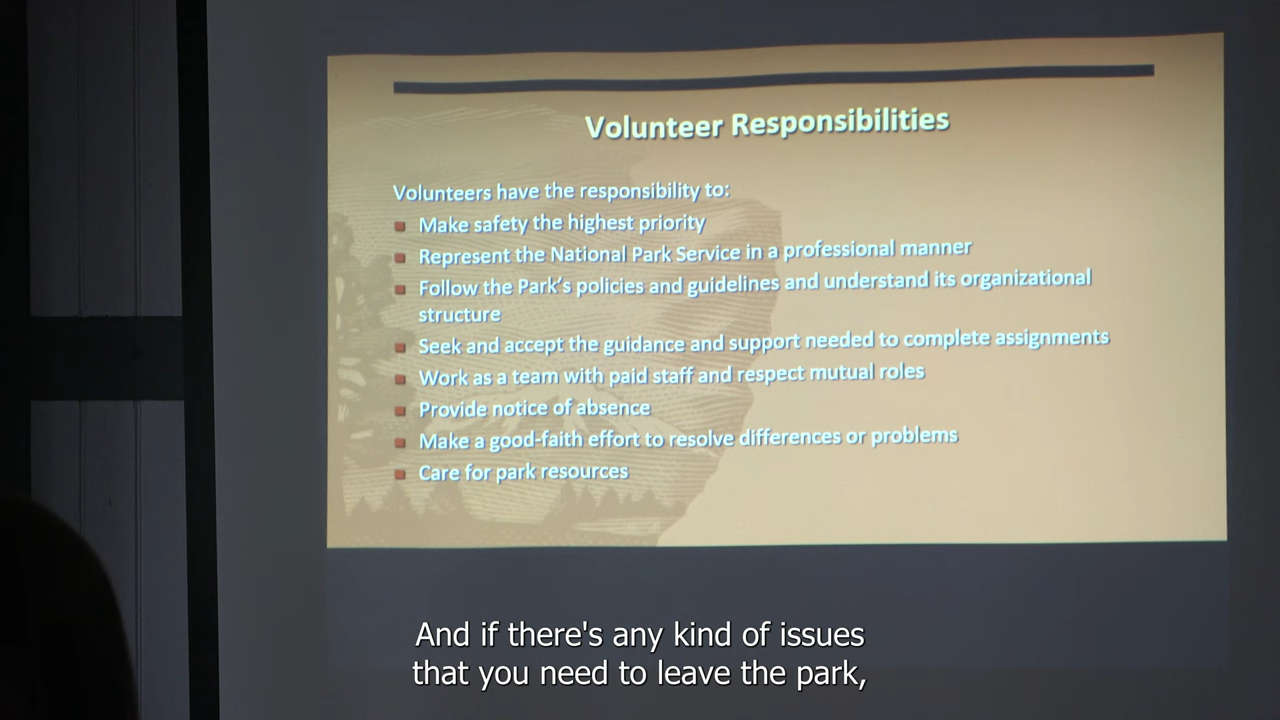 Volunteer Responsibilities
Volunteers have the responsibility to:
Make safety the highest priority
Represent the National Park Service in a professional manner
Follow the Park's policies and guidelines and understand its organizational
structure
Seek and accept the guidance and support needed to complete assignments
Work as a team with paid staff and respect mutual roles
Provide notice of absence
Make a good-faith effort to resolve differences or problems
Care for park resources
And if there's any kind of issues
that you need to leave the park,